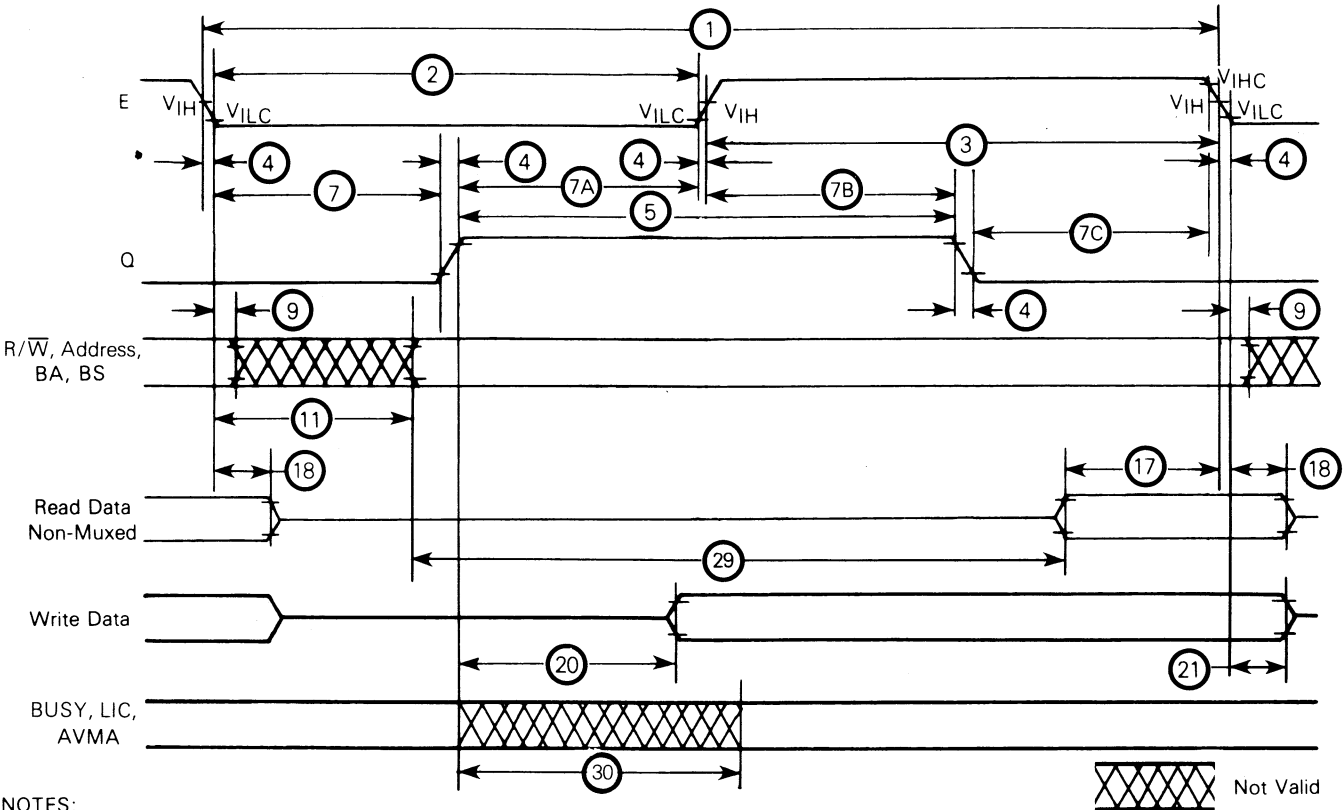 1
2
E
VIH
VILC
VILC
VIH
VIHC
VIH
VILC
3
4
4
4
4
7
7A
7B
5
7C
Q
9
4
9
R/W, Address,
BA, BS
11
18
17
18
Read Data
Non-Muxed
29
Write Data
20
21
BUSY, LIC,
AVMA
30
Not Valid
NOTES: